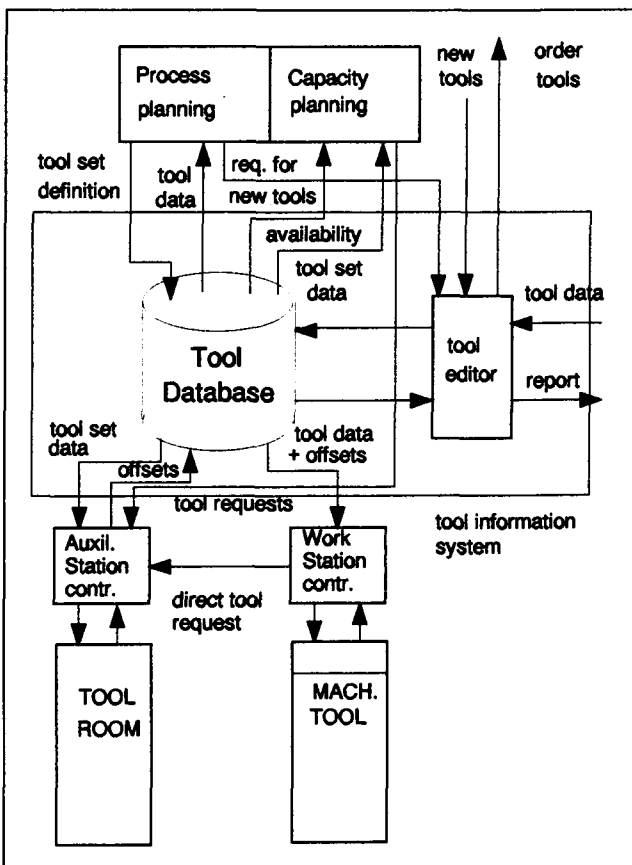 Process
planning
Capacity
planning
new
tools
order
tools
tool set
definition
tool
data
req. for
new tools
availability
tool set
data
tool data
Tool
Database
tool
editor
report
tool set
data
offsets
tool data
+ offsets
tool requests
tool information
system
Auxil.
Station
contr.
Work
Station
contr.
direct tool
request
TOOL
ROOM
MACH.
TOOL